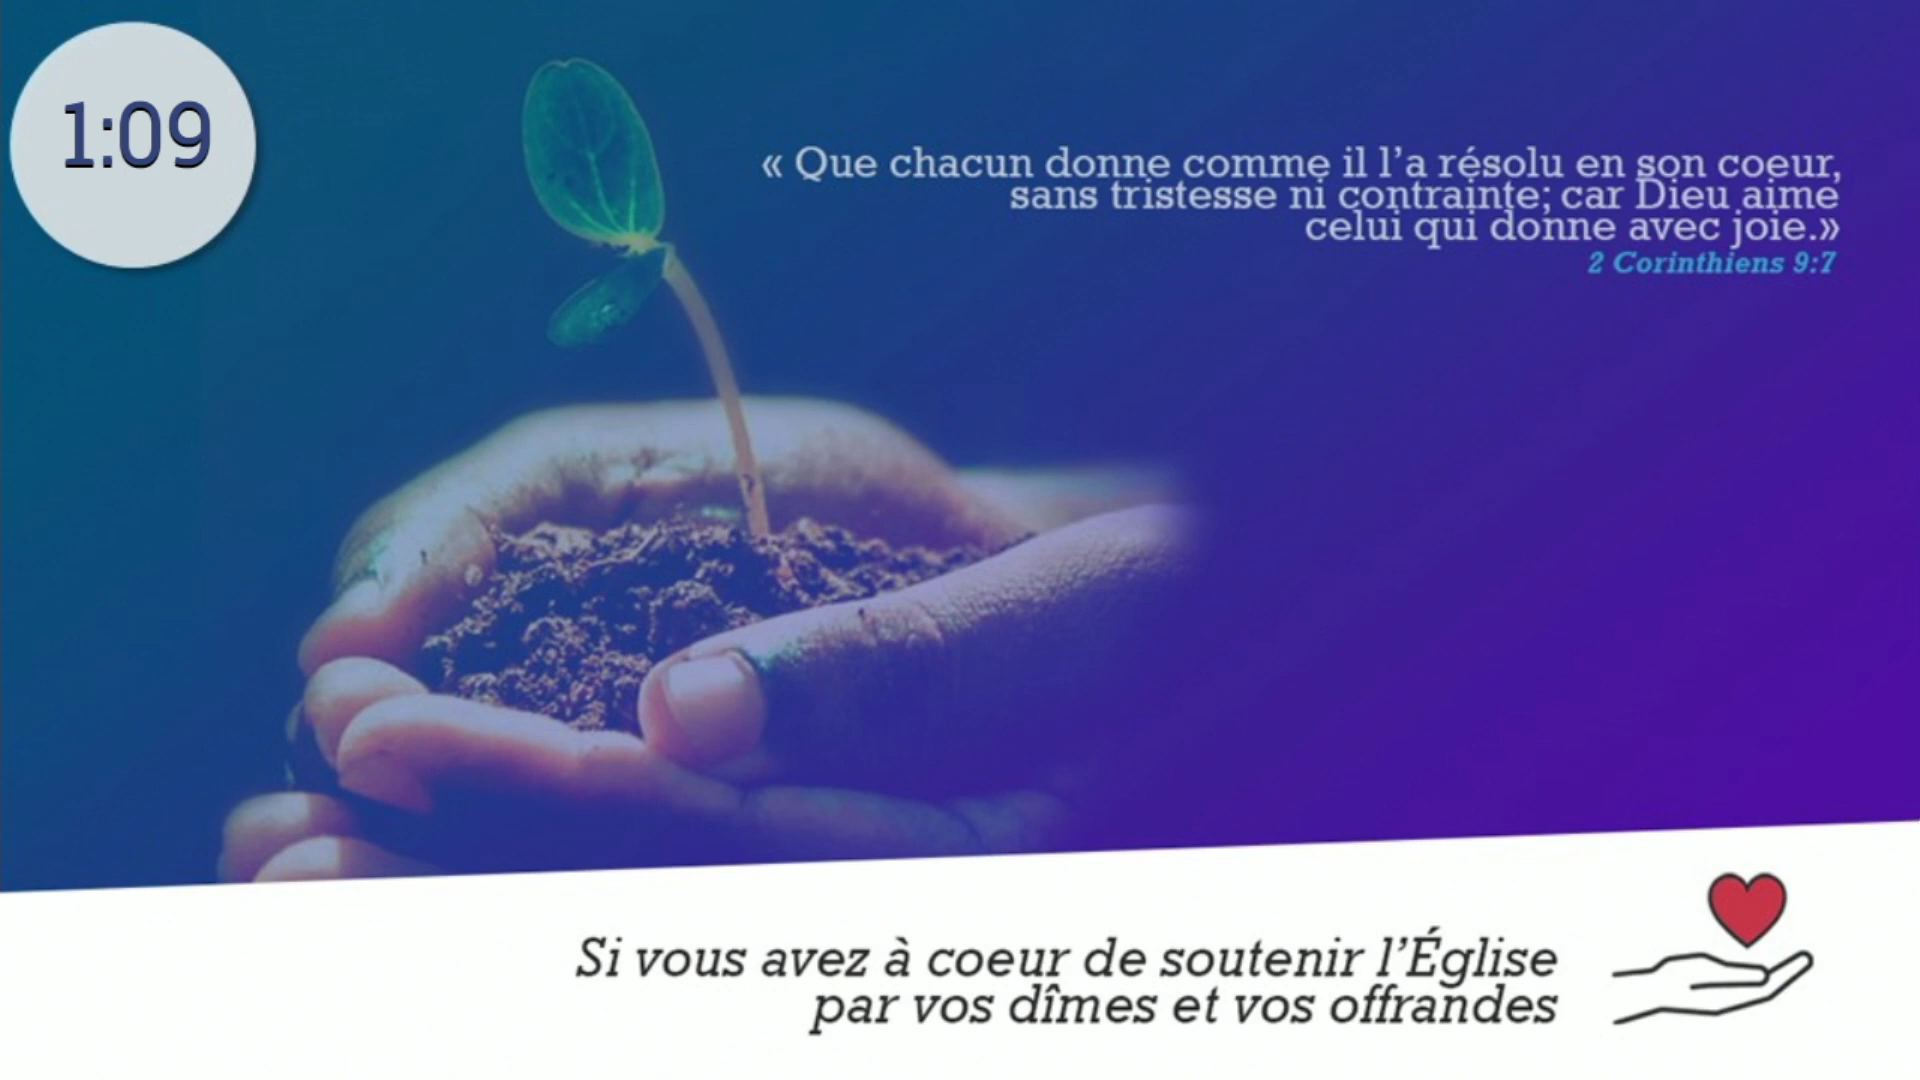 1:09
« Que chacun donne comme il l’a résolu en son coeur,
sans tristesse ni contrainte; car Dieu aime
celui qui donne avec joie.»
2 Corinthiens 9:7
Si vous avez à coeur de soutenir l’Église
par vos dîmes et vos offrandes